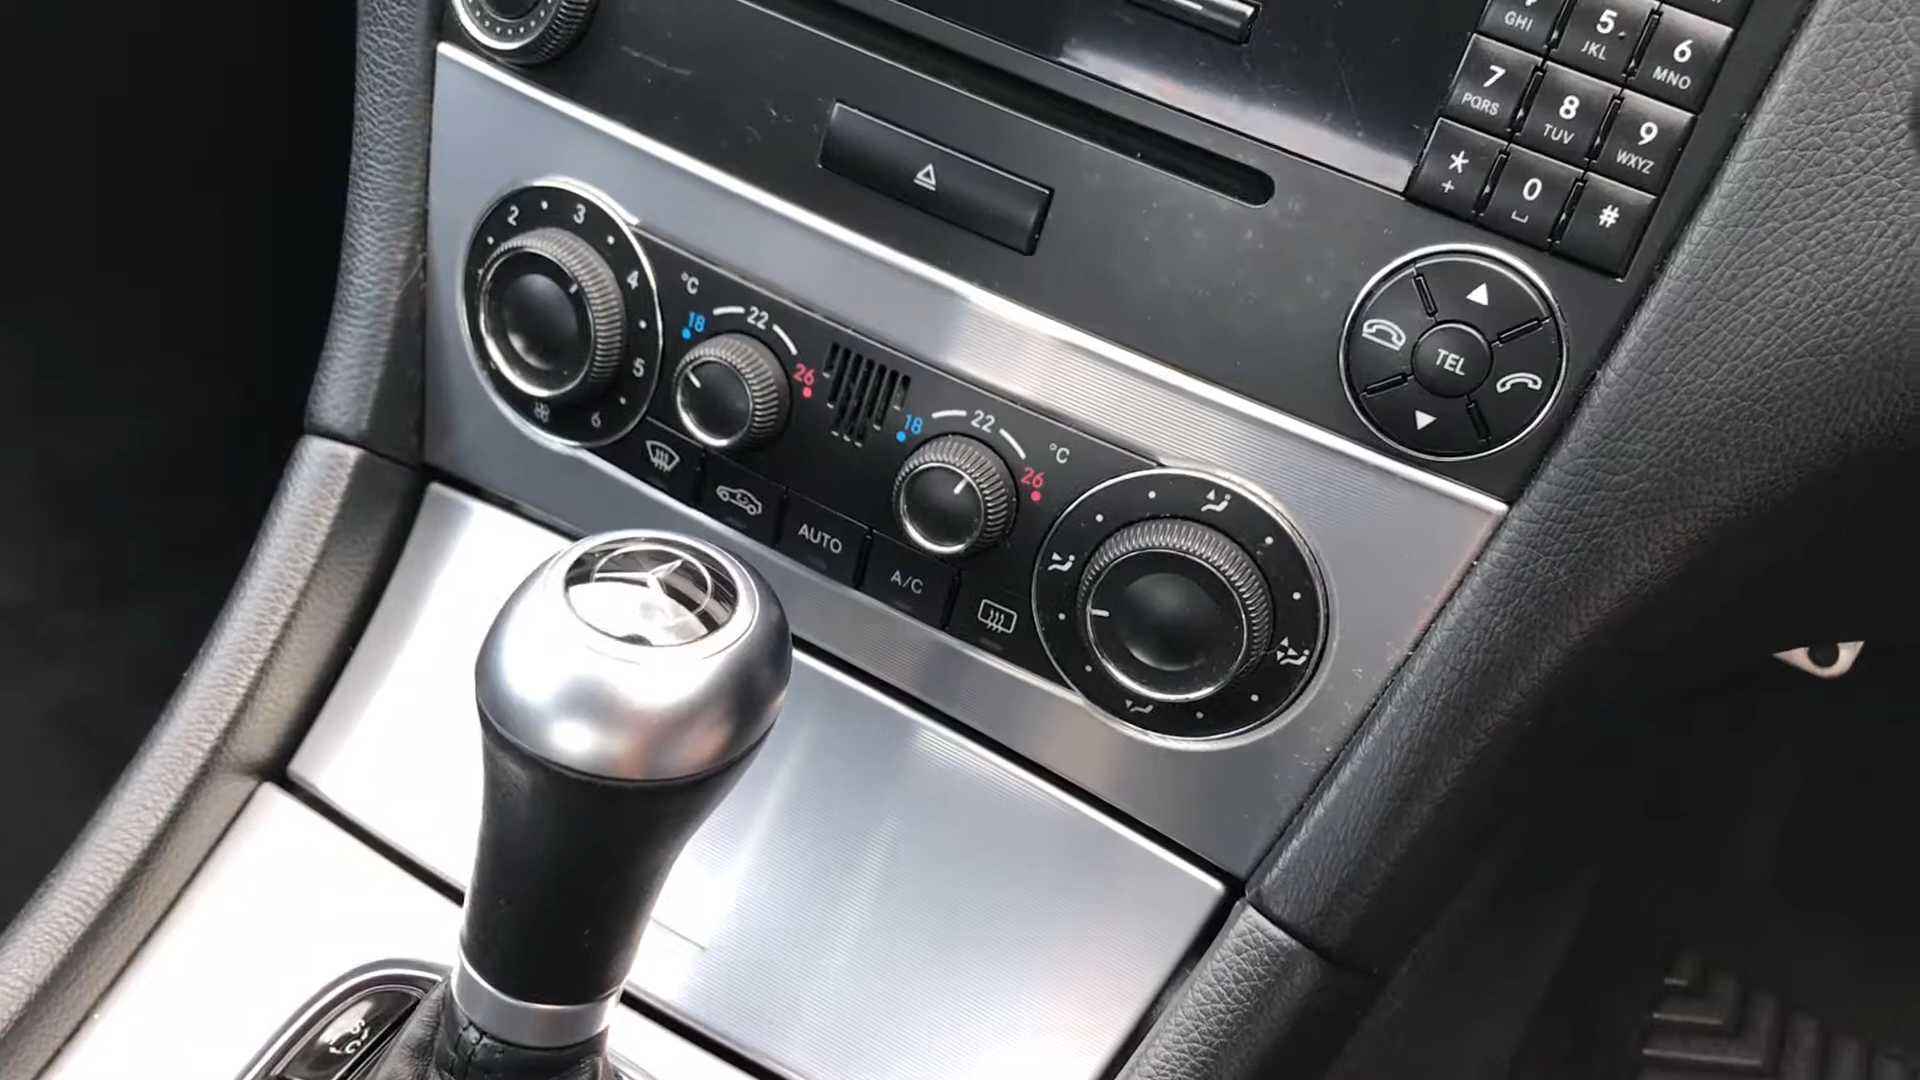 GHI
5
JKL
6
MNO
7
PQRS
8
TUV
9
WXYZ
*
+
0
#
2 3 4 5 6
°C
18 22 26
18 22 26
°C
TEL
AUTO
A/C
S
C